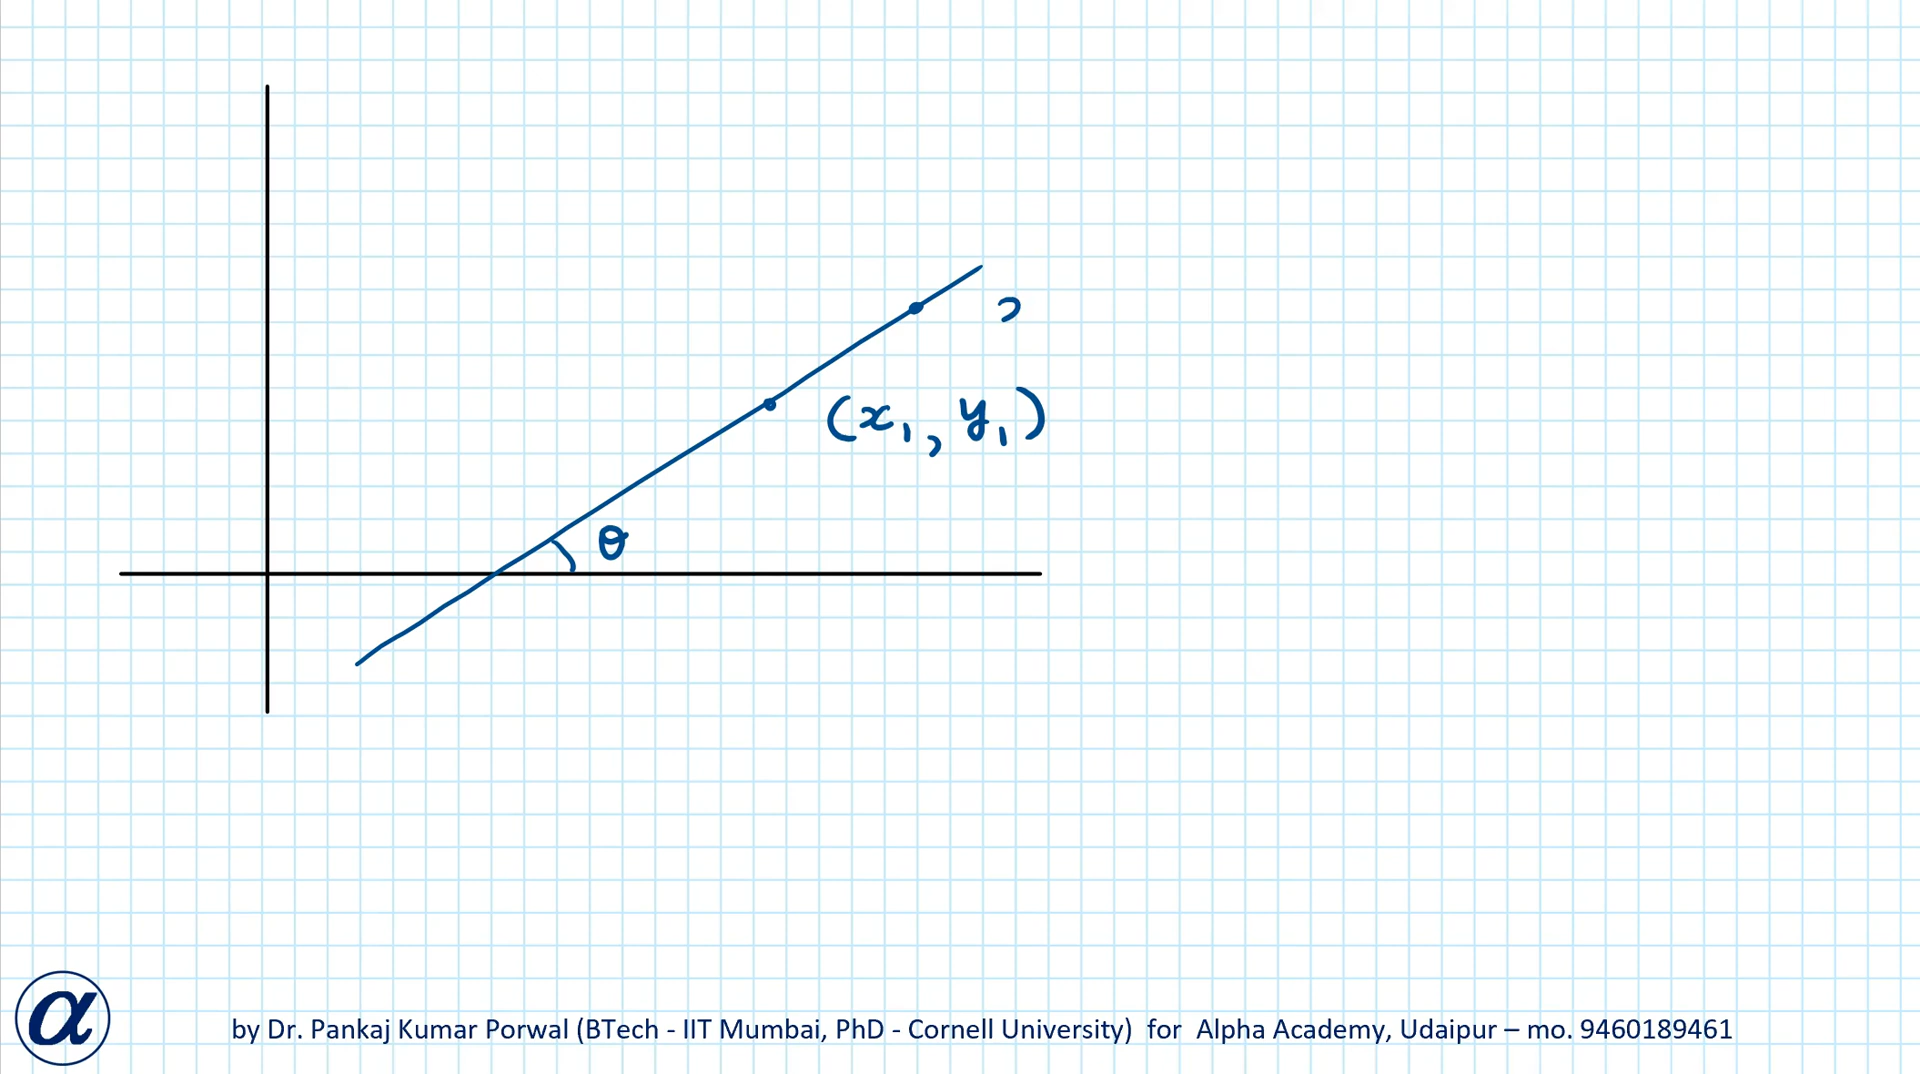 (x₁, y₁)
θ
α
by Dr. Pankaj Kumar Porwal (BTech - IIT Mumbai, PhD - Cornell University) for Alpha Academy, Udaipur – mo. 9460189461